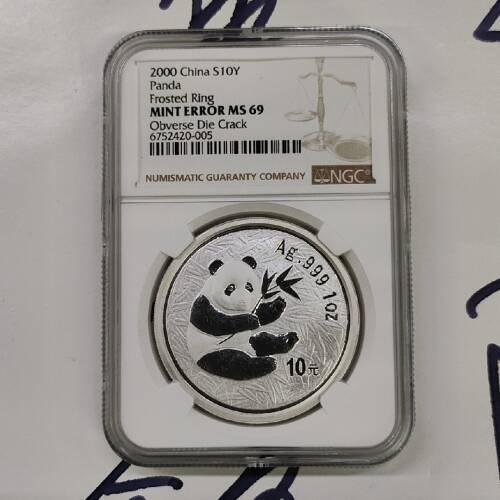 2000 China S10Y
Panda
Frosted Ring
MINT ERROR MS 69
Obverse Die Crack
6752420-005
NUMISMATIC GUARANTY COMPANY
NGC
Ag .999 1oz
10元